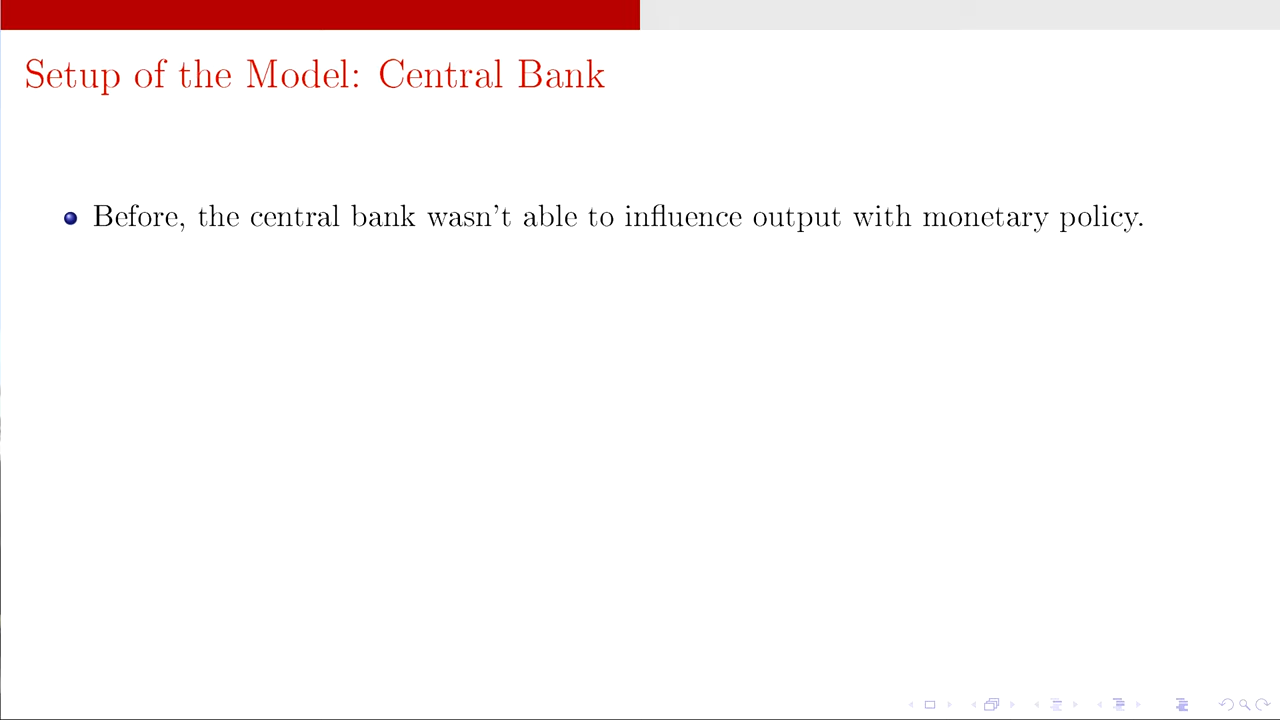 Setup of the Model: Central Bank
Before, the central bank wasn't able to influence output with monetary policy.